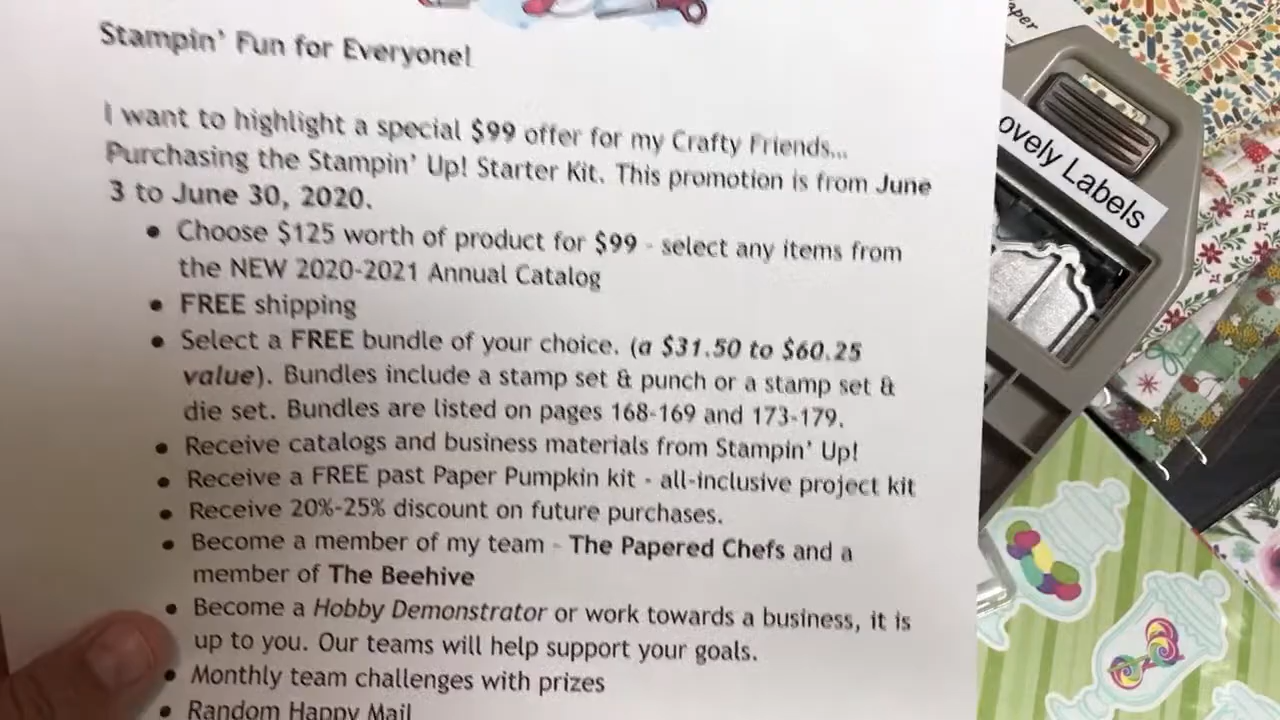 Stampin' Fun for Everyone!
I want to highlight a special $99 offer for my Crafty Friends...
Purchasing the Stampin' Up! Starter Kit. This promotion is from June
3 to June 30, 2020.
• Choose $125 worth of product for $99 - select any items from
the NEW 2020-2021 Annual Catalog
• FREE shipping
• Select a FREE bundle of your choice. (a $31.50 to $60.25
value). Bundles include a stamp set & punch or a stamp set &
die set. Bundles are listed on pages 168-169 and 173-179.
• Receive catalogs and business materials from Stampin' Up!
• Receive a FREE past Paper Pumpkin kit - all-inclusive project kit
• Receive 20%-25% discount on future purchases.
• Become a member of my team - The Papered Chefs and a
member of The Beehive
• Become a Hobby Demonstrator or work towards a business, it is
up to you. Our teams will help support your goals.
• Monthly team challenges with prizes
• Random Happy Mail
aper
ovely Labels